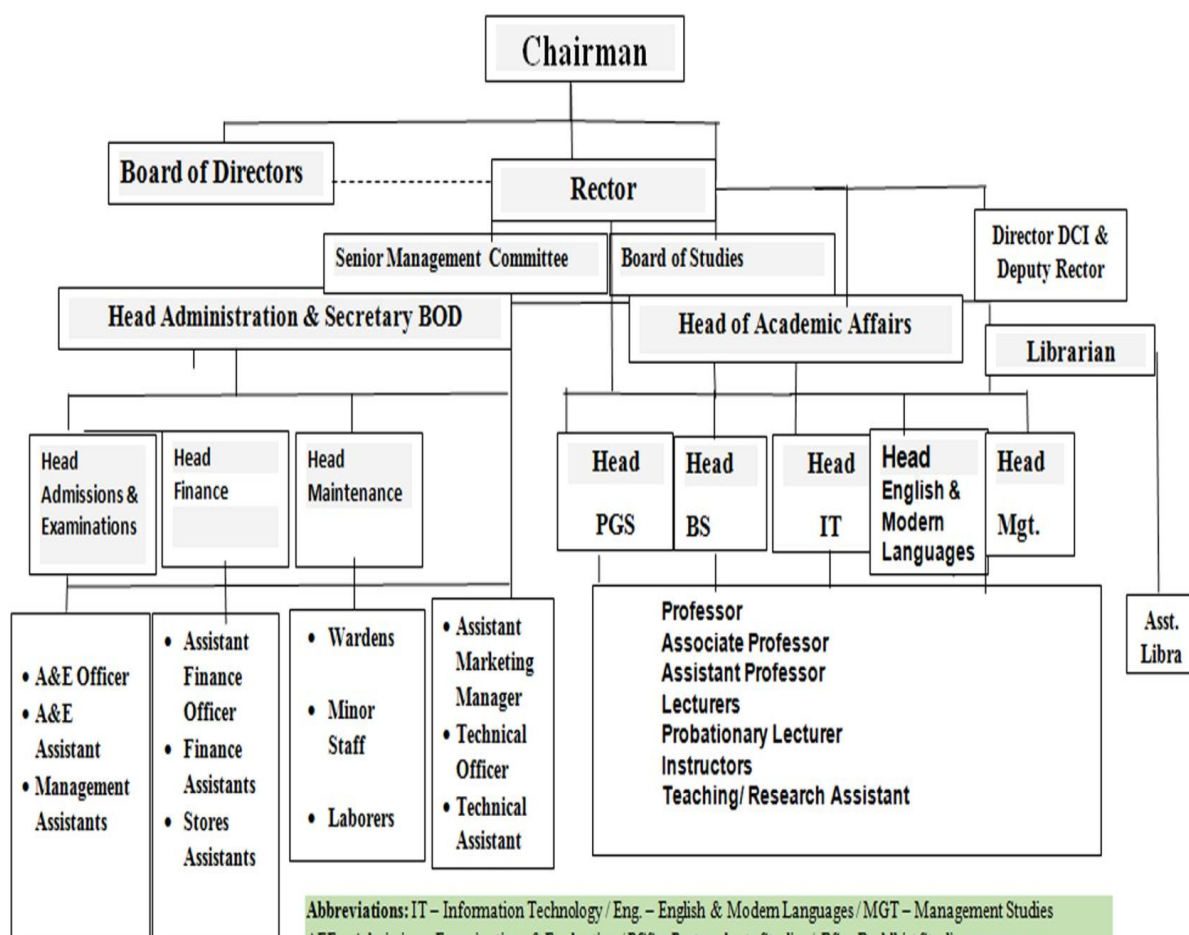 Chairman
Board of Directors
Rector
Director DCI &
Deputy Rector
Senior Management Committee
Board of Studies
Head Administration & Secretary BOD
Head of Academic Affairs
Librarian
Head
Admissions &
Examinations
Head
Finance
Head
Maintenance
Head
PGS
Head
BS
Head
IT
Head
English &
Modern
Languages
Head
Mgt.
• A&E Officer
• A&E
Assistant
• Management
Assistants
• Assistant
Finance
Officer
• Finance
Assistants
• Stores
Assistants
• Wardens
• Minor
Staff
• Laborers
• Assistant
Marketing
Manager
• Technical
Officer
• Technical
Assistant
Professor
Associate Professor
Assistant Professor
Lecturers
Probationary Lecturer
Instructors
Teaching/ Research Assistant
Asst.
Libra
Abbreviations: IT – Information Technology / Eng. – English & Modern Languages / MGT – Management Studies